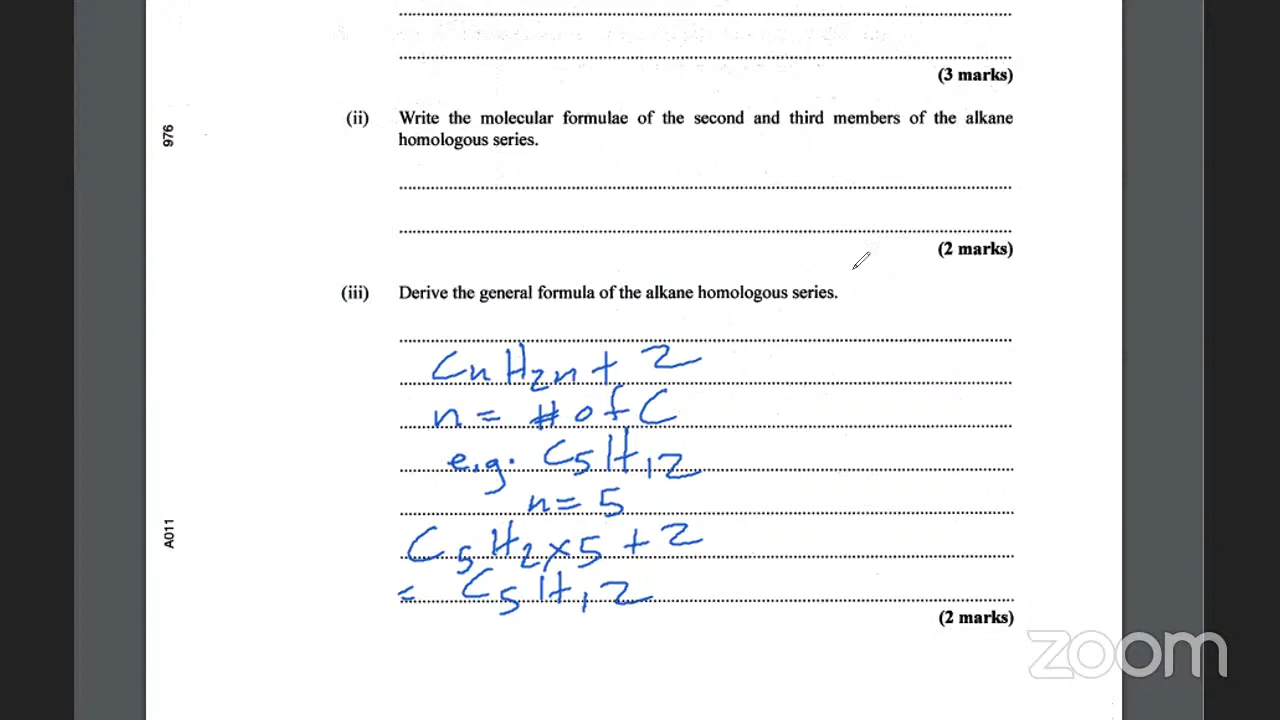 (3 marks)
(ii) Write the molecular formulae of the second and third members of the alkane
homologous series.
976
(2 marks)
(iii) Derive the general formula of the alkane homologous series.
CnH2n + 2
n = # of C
e.g. C5H12
n = 5
C5H2x5 + 2
= C5H12
A011
(2 marks)
zoom